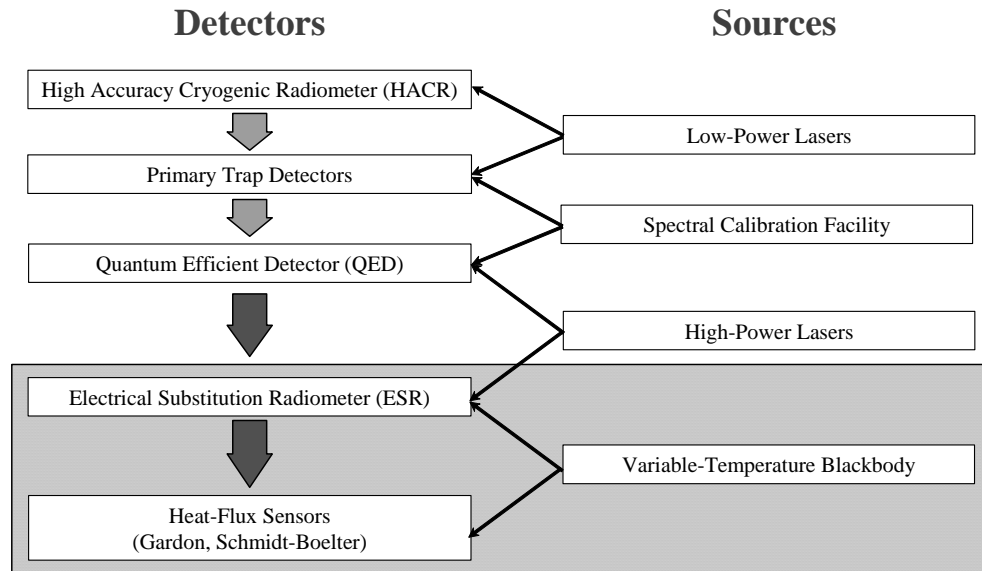 Detectors
Sources
High Accuracy Cryogenic Radiometer (HACR)
Low-Power Lasers
Primary Trap Detectors
Spectral Calibration Facility
Quantum Efficient Detector (QED)
High-Power Lasers
Electrical Substitution Radiometer (ESR)
Variable-Temperature Blackbody
Heat-Flux Sensors
(Gardon, Schmidt-Boelter)